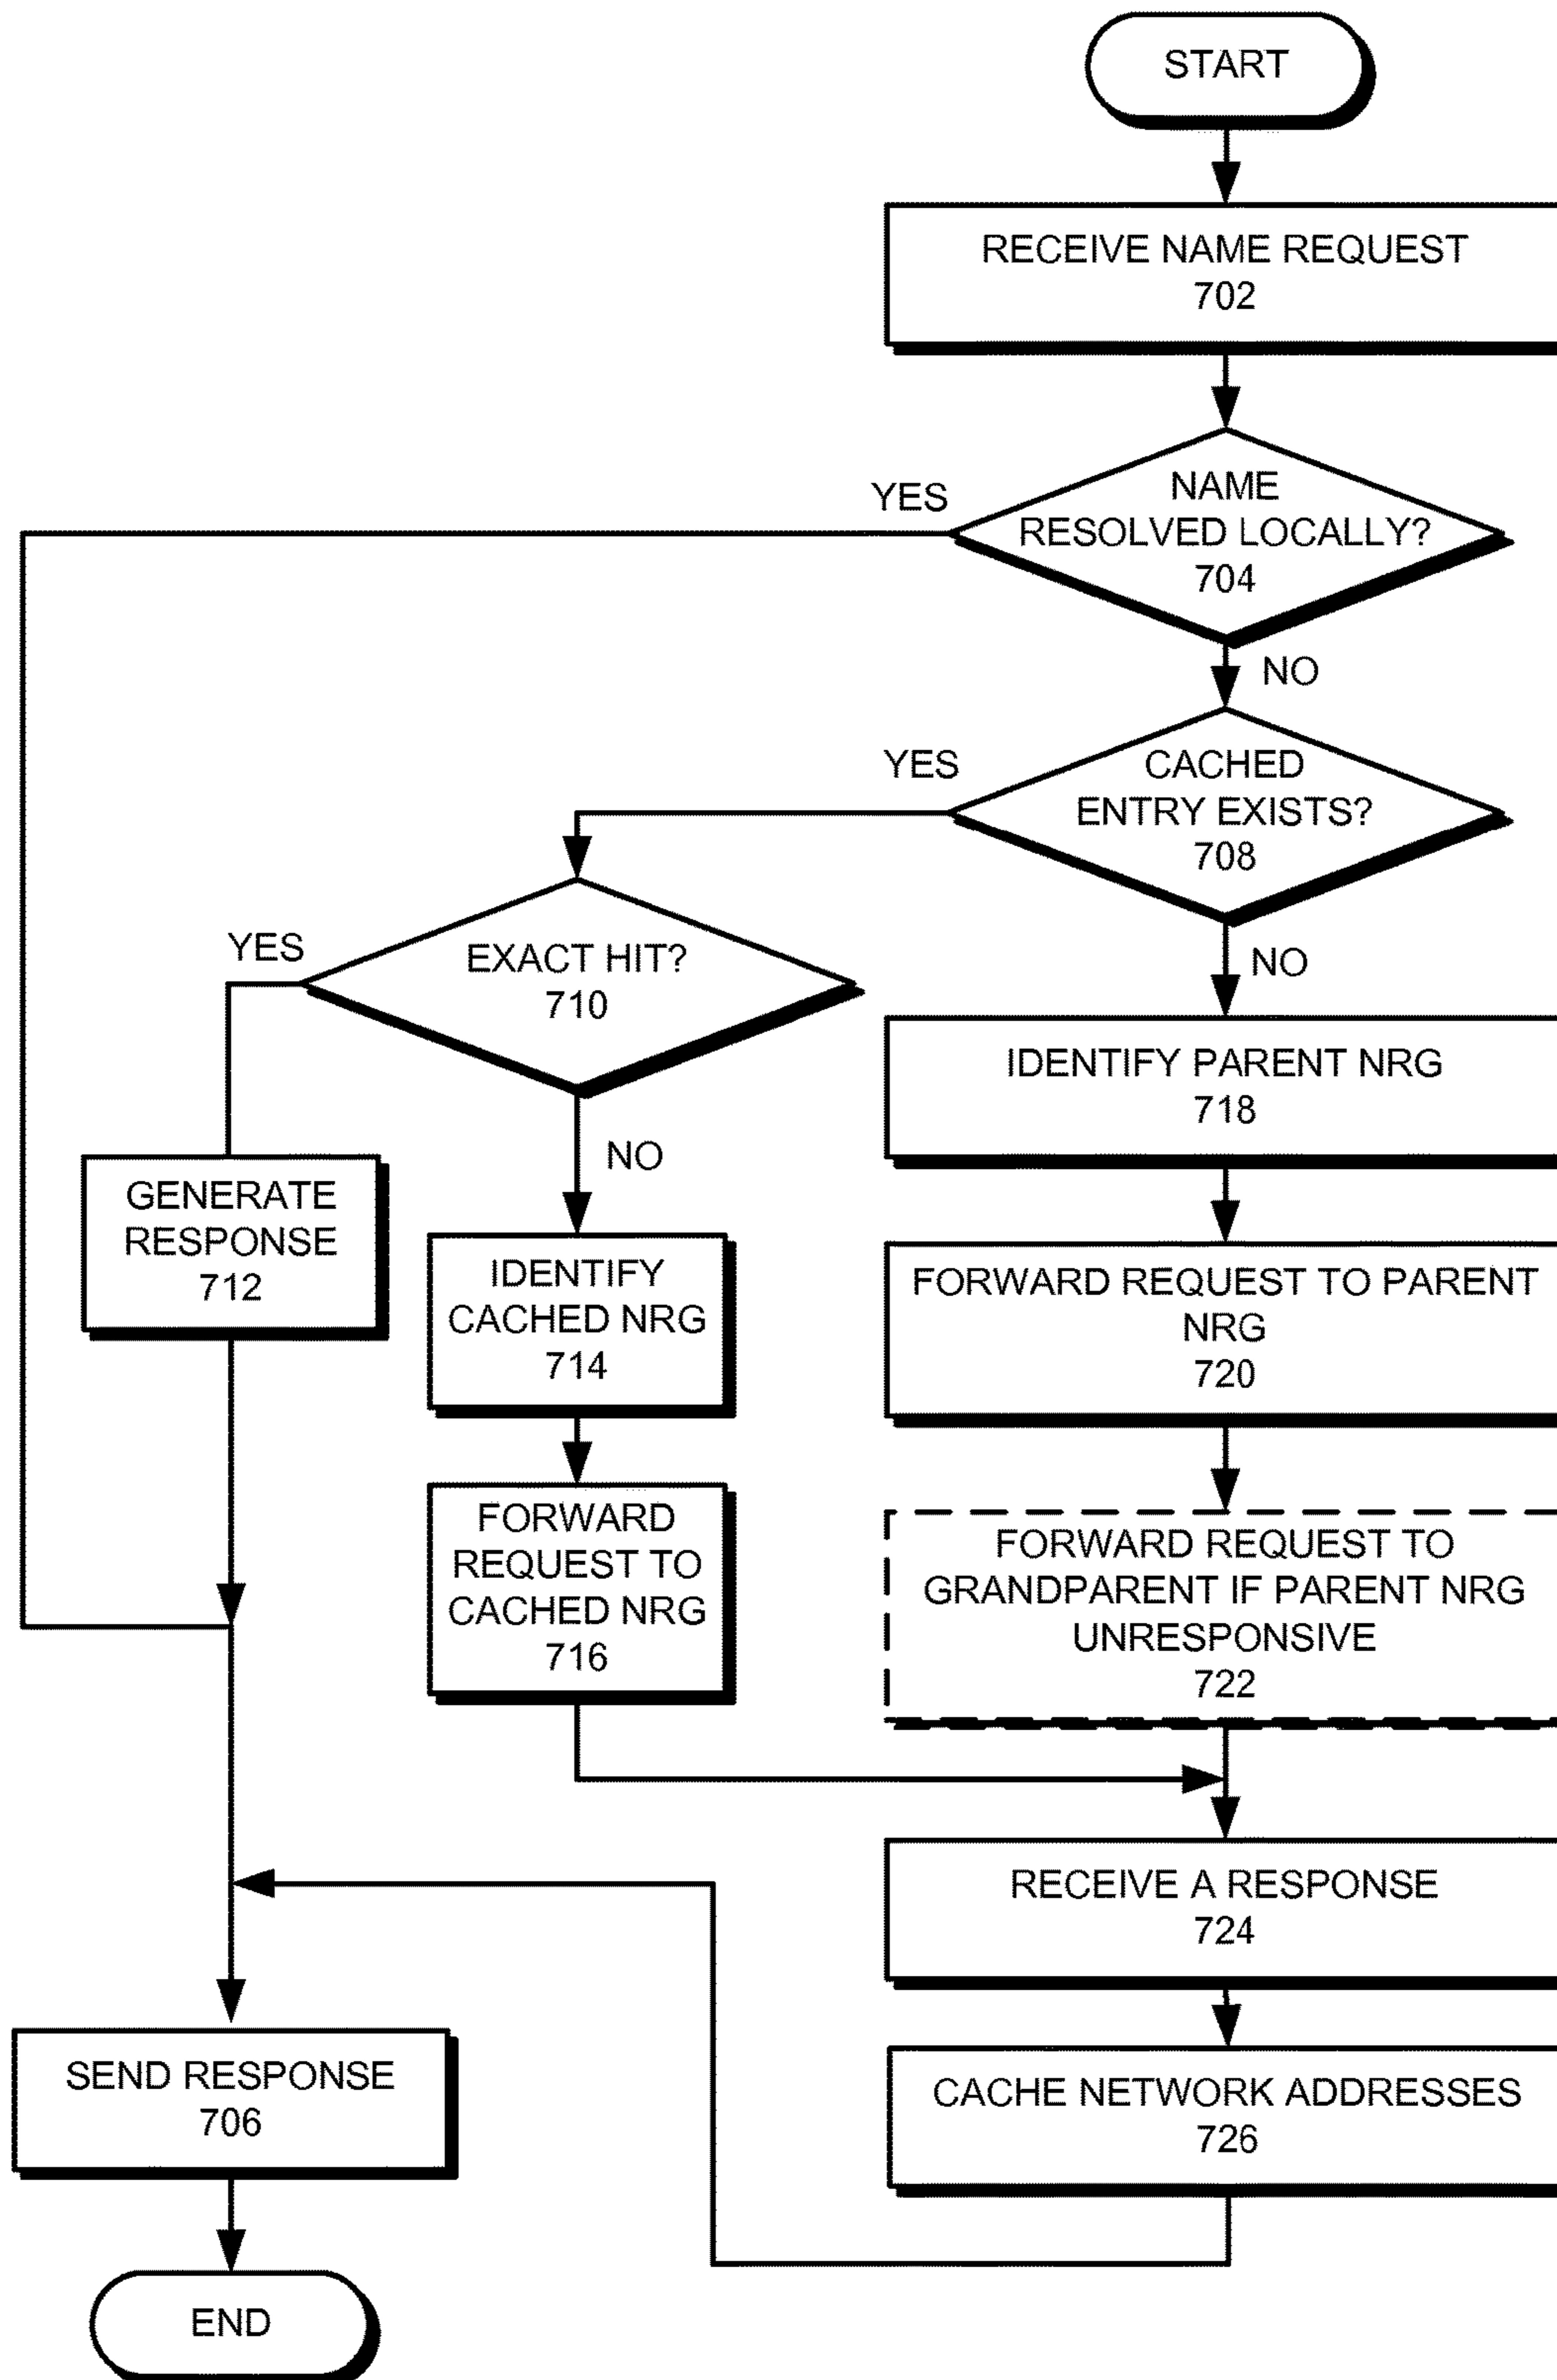 START
RECEIVE NAME REQUEST
702
NAME
RESOLVED LOCALLY?
704
YES
NO
CACHED
ENTRY EXISTS?
708
YES
NO
EXACT HIT?
710
YES
NO
GENERATE
RESPONSE
712
IDENTIFY
CACHED NRG
714
FORWARD
REQUEST TO
CACHED NRG
716
IDENTIFY PARENT NRG
718
FORWARD REQUEST TO PARENT
NRG
720
FORWARD REQUEST TO
GRANDPARENT IF PARENT NRG
UNRESPONSIVE
722
RECEIVE A RESPONSE
724
CACHE NETWORK ADDRESSES
726
SEND RESPONSE
706
END